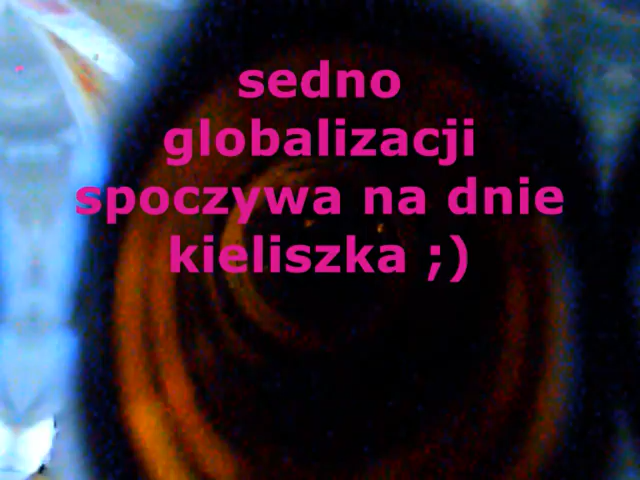 sedno
globalizacji
spoczywa na dnie
kieliszka ;)